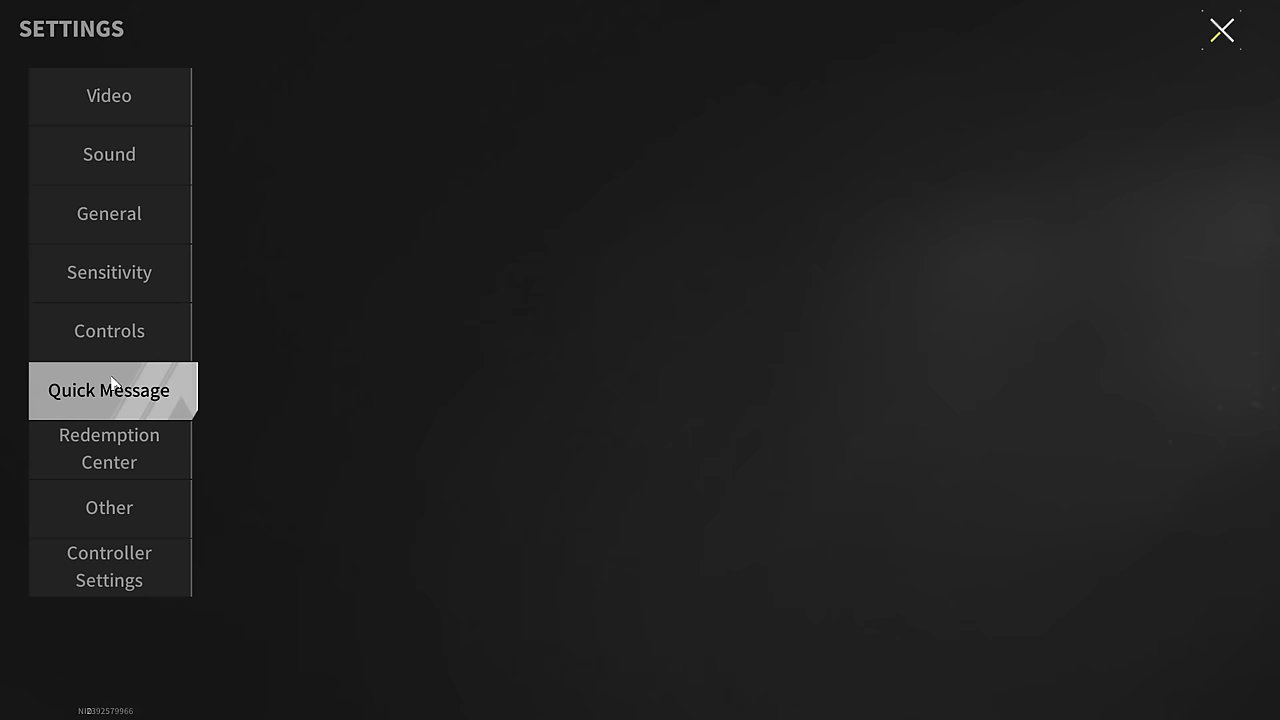 SETTINGS
Video
Sound
General
Sensitivity
Controls
Quick Message
Redemption
Center
Other
Controller
Settings